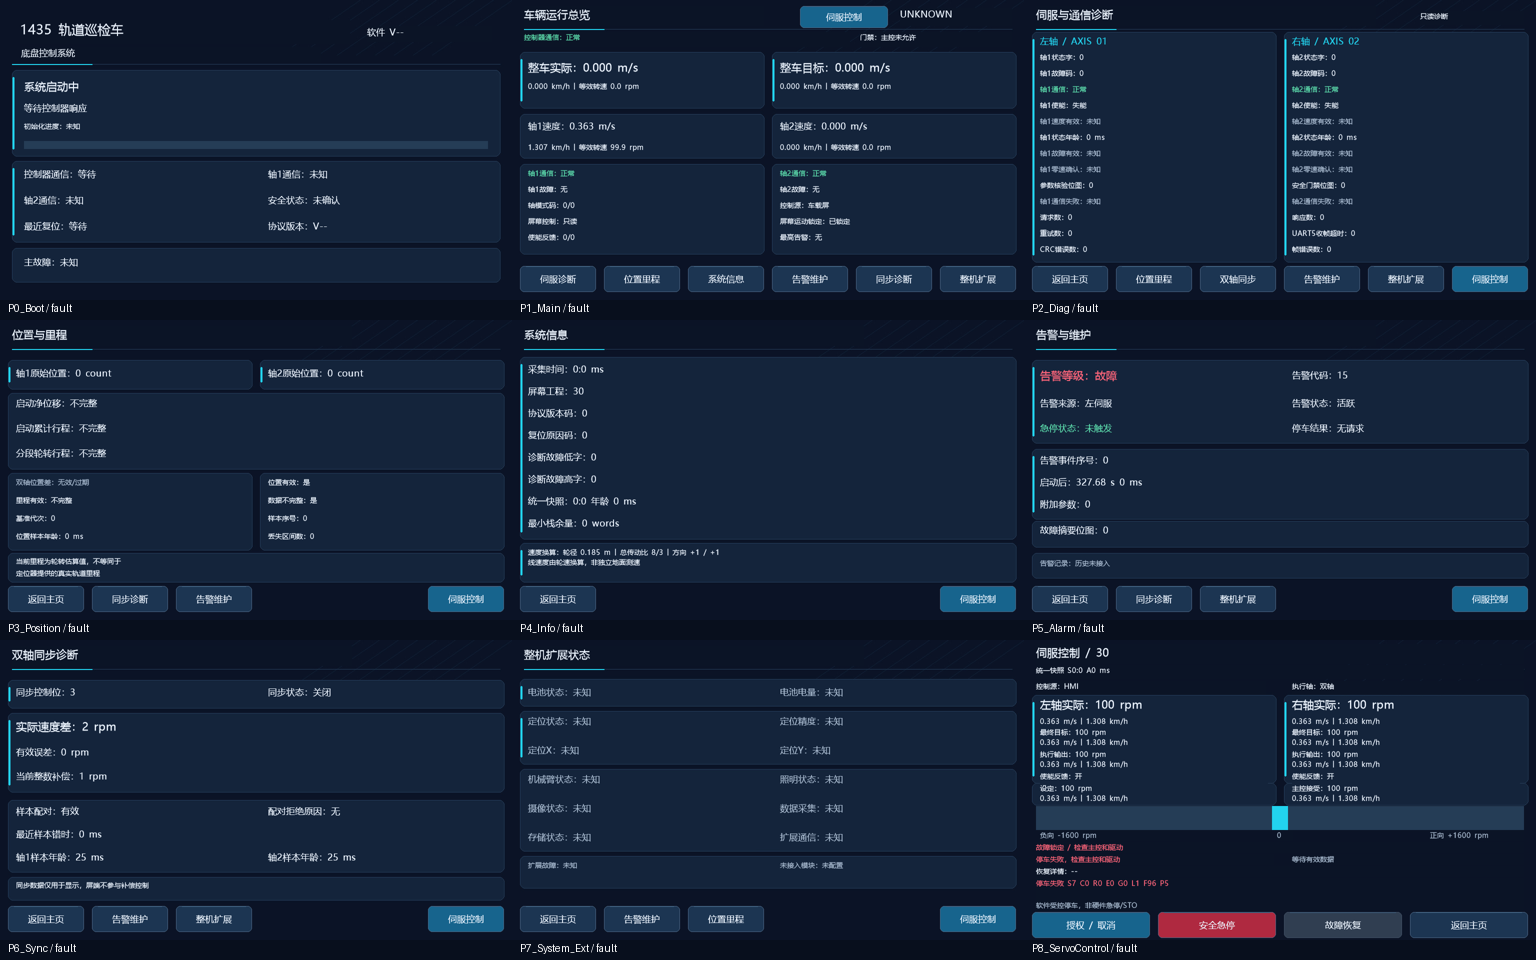 1435 轨道巡检车
软件 V--
底盘控制系统
系统启动中
等待控制器响应
初始化进度: 未知
控制器通信: 等待
轴1通信: 未知
轴2通信: 未知
安全状态: 未确认
最近复位: 等待
协议版本: V--
主故障: 未知
P0_Boot / fault
车辆运行总览
伺服控制
UNKNOWN
控制器通信: 正常
门禁: 主控未允许
整车实际: 0.000 m/s
0.000 km/h | 等效转速 0.0 rpm
整车目标: 0.000 m/s
0.000 km/h | 等效转速 0.0 rpm
轴1速度: 0.363 m/s
1.307 km/h | 等效转速 99.9 rpm
轴2速度: 0.000 m/s
0.000 km/h | 等效转速 0.0 rpm
轴1通信: 正常
轴1故障: 无
轴模式码: 0/0
屏幕控制: 只读
使能反馈: 0/0
轴2通信: 正常
轴2故障: 无
控制源: 车载屏
屏幕运动锁定: 已锁定
最高告警: 无
伺服诊断
位置里程
系统信息
告警维护
同步诊断
整机扩展
P1_Main / fault
伺服与通信诊断
只读诊断
左轴 / AXIS 01
轴1状态字: 0
轴1故障码: 0
轴1通信: 正常
轴1使能: 失能
轴1速度有效: 未知
轴1状态年龄: 0 ms
轴1故障有效: 未知
轴1零速确认: 未知
参数核验位图: 0
轴1通信失败: 未知
请求数: 0
重试数: 0
CRC错误数: 0
右轴 / AXIS 02
轴2状态字: 0
轴2故障码: 0
轴2通信: 正常
轴2使能: 失能
轴2速度有效: 未知
轴2状态年龄: 0 ms
轴2故障有效: 未知
轴2零速确认: 未知
安全门禁位图: 0
轴2通信失败: 未知
响应数: 0
UART5收帧超时: 0
帧错误数: 0
返回主页
位置里程
双轴同步
告警维护
整机扩展
伺服控制
P2_Diag / fault
位置与里程
轴1原始位置: 0 count
轴2原始位置: 0 count
启动净位移: 不完整
启动累计行程: 不完整
分段轮转行程: 不完整
双轴位置差: 无效/过期
里程有效: 不完整
基准代次: 0
位置样本年龄: 0 ms
位置有效: 是
数据不完整: 是
样本序号: 0
丢失区间数: 0
当前里程为轮转估算值, 不等同于
定位器提供的真实轨道里程
返回主页
同步诊断
告警维护
伺服控制
P3_Position / fault
系统信息
采集时间: 0:0 ms
屏幕工程: 30
协议版本码: 0
复位原因码: 0
诊断故障低字: 0
诊断故障高字: 0
统一快照: 0:0 年龄 0 ms
最小栈余量: 0 words
速度换算: 轮径 0.185 m | 总传动比 8/3 | 方向 +1 / +1
线速度由轮速换算, 非独立地面测速
返回主页
伺服控制
P4_Info / fault
告警与维护
告警等级: 故障
告警代码: 15
告警来源: 左伺服
告警状态: 活跃
急停状态: 未触发
停车结果: 无请求
告警事件序号: 0
启动后: 327.68 s 0 ms
附加参数: 0
故障摘要位图: 0
告警记录: 历史未接入
返回主页
同步诊断
整机扩展
伺服控制
P5_Alarm / fault
双轴同步诊断
同步控制位: 3
同步状态: 关闭
实际速度差: 2 rpm
有效误差: 0 rpm
当前整数补偿: 1 rpm
样本配对: 有效
配对拒绝原因: 无
最近样本错时: 0 ms
轴1样本年龄: 25 ms
轴2样本年龄: 25 ms
同步数据仅用于显示, 屏端不参与补偿控制
返回主页
告警维护
整机扩展
伺服控制
P6_Sync / fault
整机扩展状态
电池状态: 未知
电池电量: 未知
定位状态: 未知
定位精度: 未知
定位X: 未知
定位Y: 未知
机械臂状态: 未知
照明状态: 未知
摄像状态: 未知
数据采集: 未知
存储状态: 未知
扩展通信: 未知
扩展故障: 未知
未接入模块: 未配置
返回主页
告警维护
位置里程
伺服控制
P7_System_Ext / fault
伺服控制 / 30
统一快照 S0:0 A0 ms
控制源: HMI
执行轴: 双轴
左轴实际: 100 rpm
0.363 m/s | 1.308 km/h
最终目标: 100 rpm
0.363 m/s | 1.308 km/h
执行输出: 100 rpm
0.363 m/s | 1.308 km/h
使能反馈: 开
设定: 100 rpm
0.363 m/s | 1.308 km/h
右轴实际: 100 rpm
0.363 m/s | 1.308 km/h
最终目标: 100 rpm
0.363 m/s | 1.308 km/h
执行输出: 100 rpm
0.363 m/s | 1.308 km/h
使能反馈: 开
主控接受: 100 rpm
0.363 m/s | 1.308 km/h
负向 -1600 rpm
0
正向 +1600 rpm
故障锁定 / 检查主控和驱动
停车失败, 检查主控和驱动
等待有效数据
恢复详情: --
停车失败 S7 C0 R0 E0 G0 L1 F96 P5
软件受控停车, 非硬件急停/STO
授权 / 取消
安全急停
故障恢复
返回主页
P8_ServoControl / fault